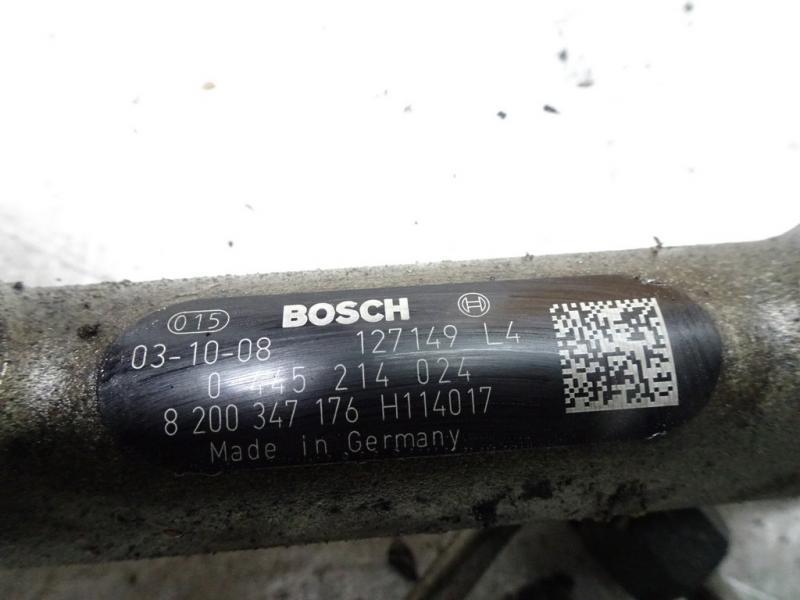 015 BOSCH
03-10-08 127149 L4
0 445 214 024
8 200 347 176 H114017
Made in Germany